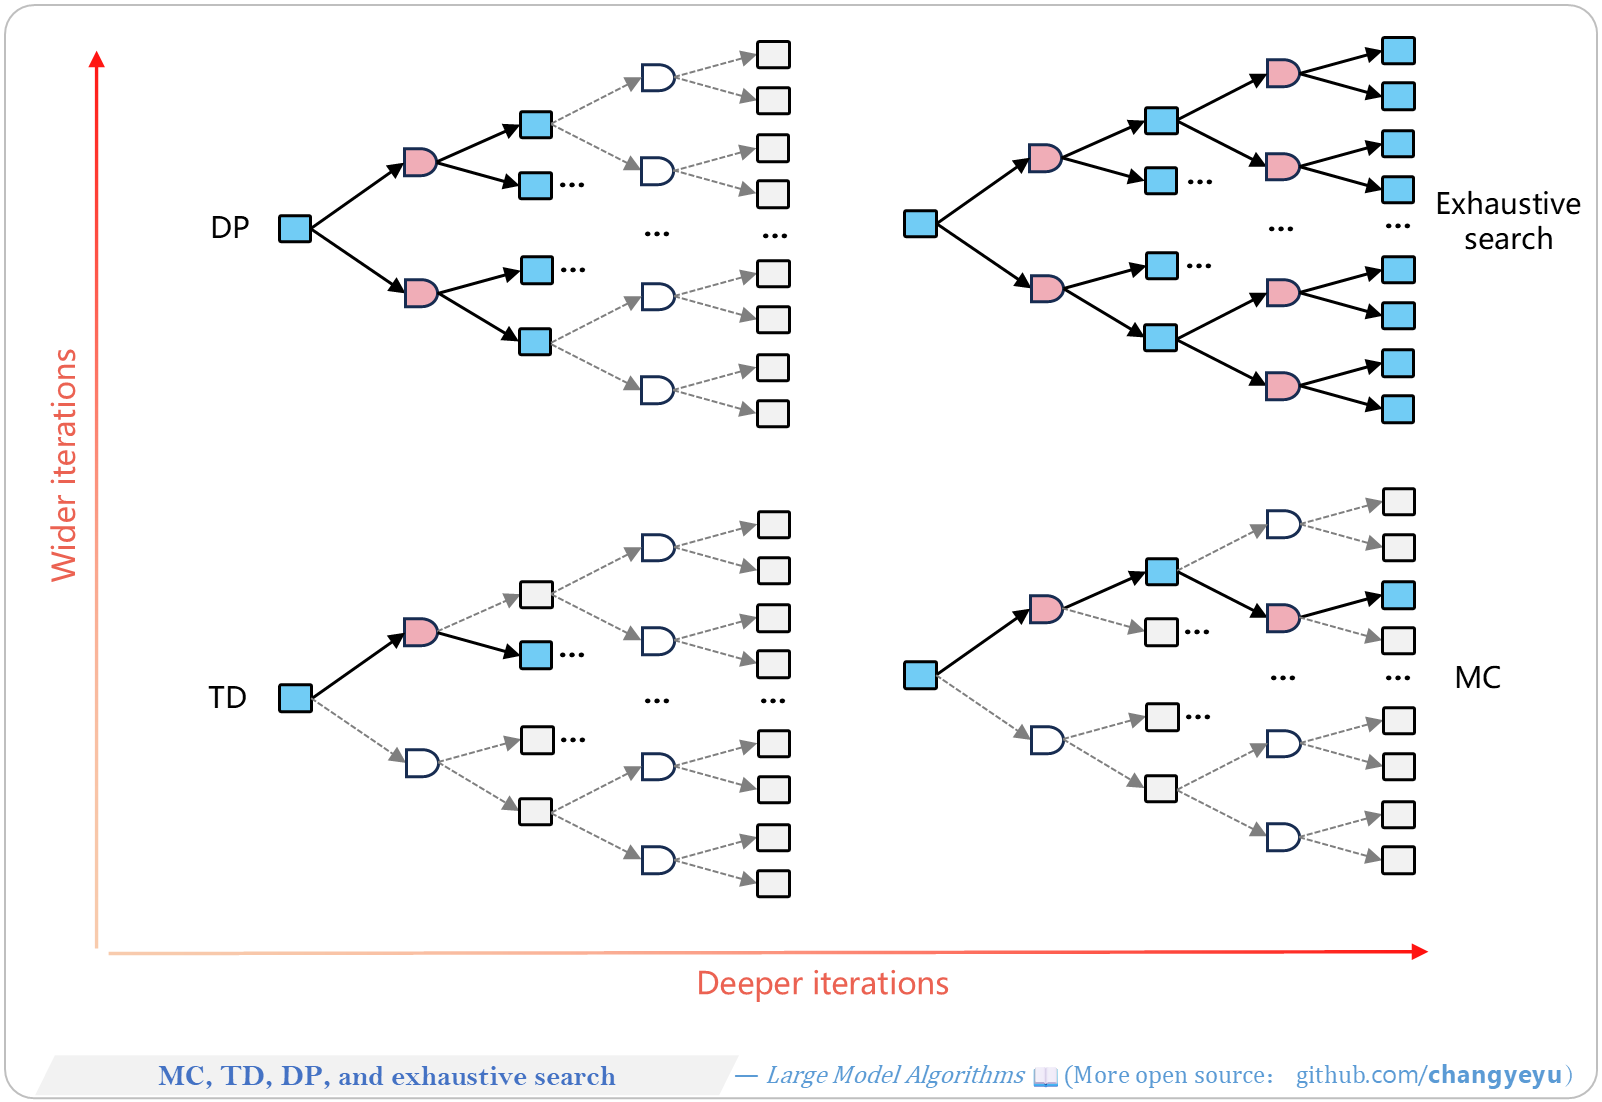 DP
Exhaustive
search
Wider iterations
TD
MC
Deeper iterations
MC, TD, DP, and exhaustive search
— Large Model Algorithms 📖 (More open source： github.com/changyeyu）